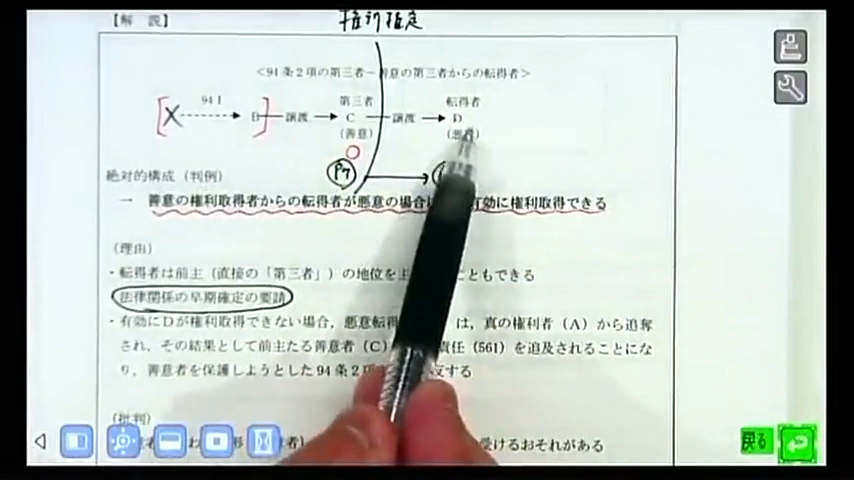 【解 説】
推定
<94条2項の第三者-善意の第三者からの転得者>
94 I 第三者 転得者
X B 譲渡 C 譲渡 D
(善意) (悪意)
絶対的構成(判例)
→ 善意の権利取得者からの転得者が悪意の場合 有効に権利取得できる
(理由)
・転得者は前主(直接の「第三者」)の地位を主 こともできる
法律関係の早期確定の要請
・有効にDが権利取得できない場合,悪意転得 は,真の権利者(A)から追奪
され,その結果として前主たる善意者(C) 責任(561)を追及されることにな
り,善意者を保護しようとした94条2項 反する
(批判)
受けるおそれがある
戻る